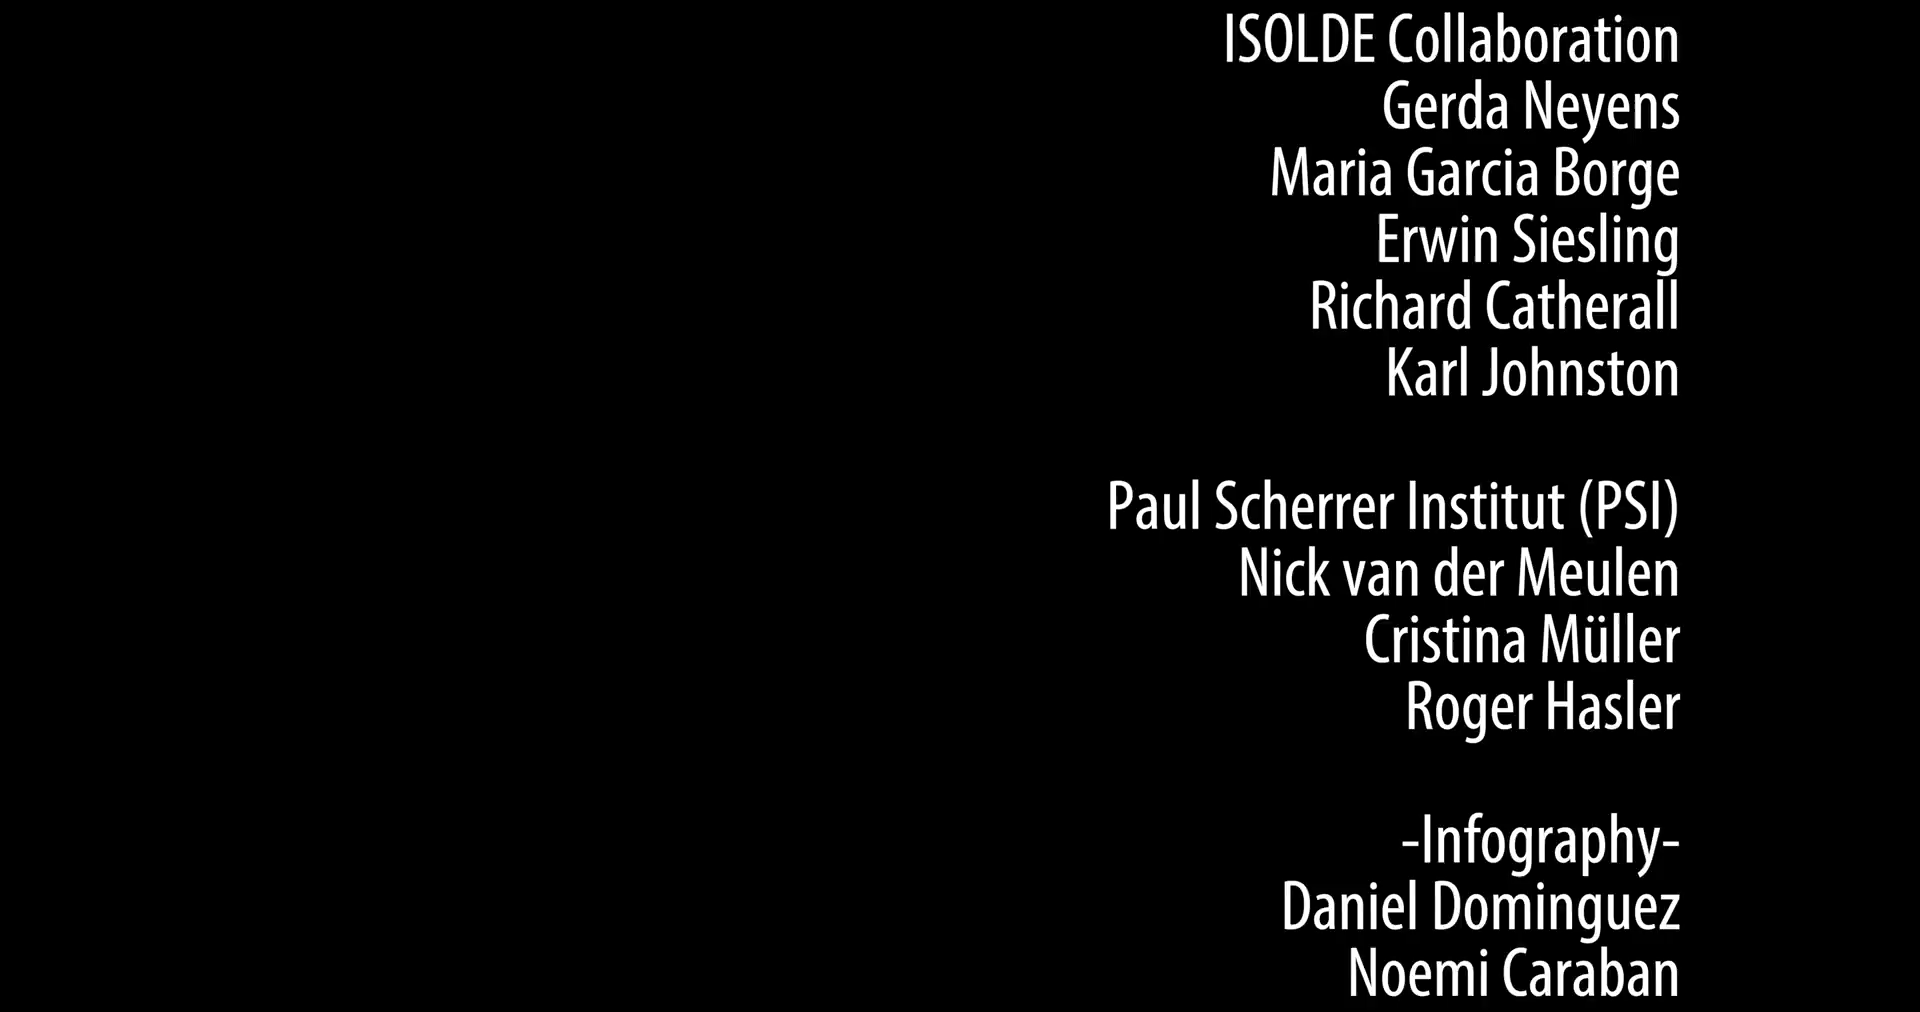 ISOLDE Collaboration
Gerda Neyens
Maria Garcia Borge
Erwin Siesling
Richard Catherall
Karl Johnston
Paul Scherrer Institut (PSI)
Nick van der Meulen
Cristina Müller
Roger Hasler
-Infography-
Daniel Dominguez
Noemi Caraban